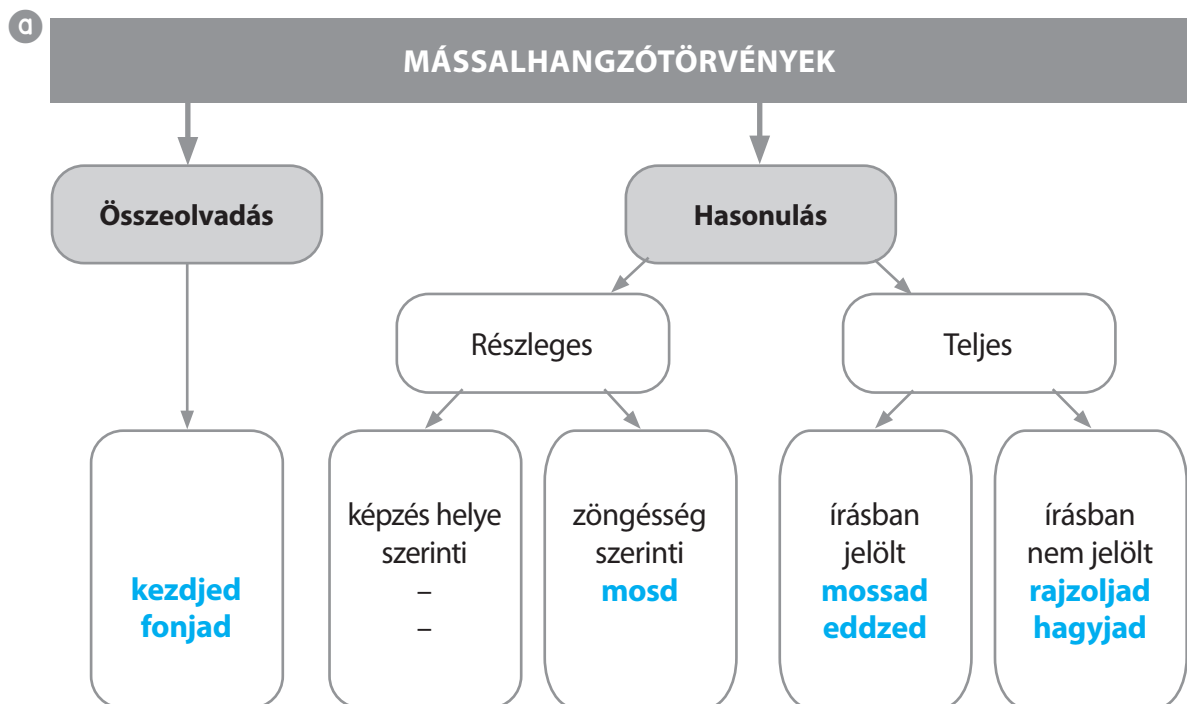 a
MÁSSALHANGZÓTÖRVÉNYEK
Összeolvadás
Hasonulás
Részleges
Teljes
kezdjed
fonjad
képzés helye
szerinti
–
–
zöngésség
szerinti
mosd
írásban
jelölt
mossad
eddzed
írásban
nem jelölt
rajzoljad
hagyjad